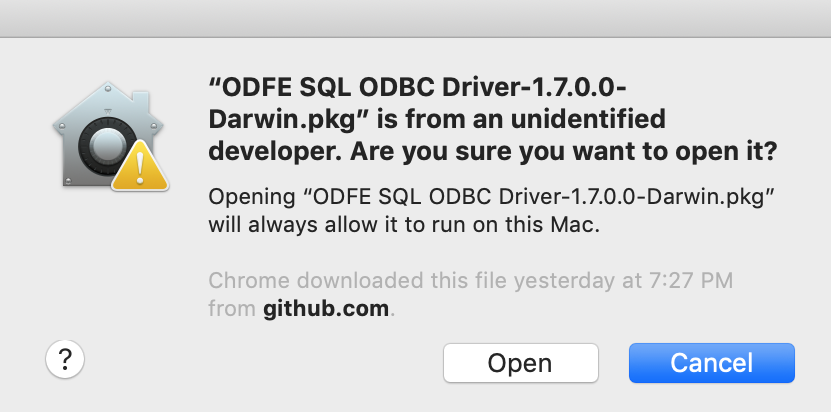 “ODFE SQL ODBC Driver-1.7.0.0-
Darwin.pkg” is from an unidentified
developer. Are you sure you want to open it?
Opening “ODFE SQL ODBC Driver-1.7.0.0-Darwin.pkg”
will always allow it to run on this Mac.
Chrome downloaded this file yesterday at 7:27 PM
from github.com.
? Open Cancel